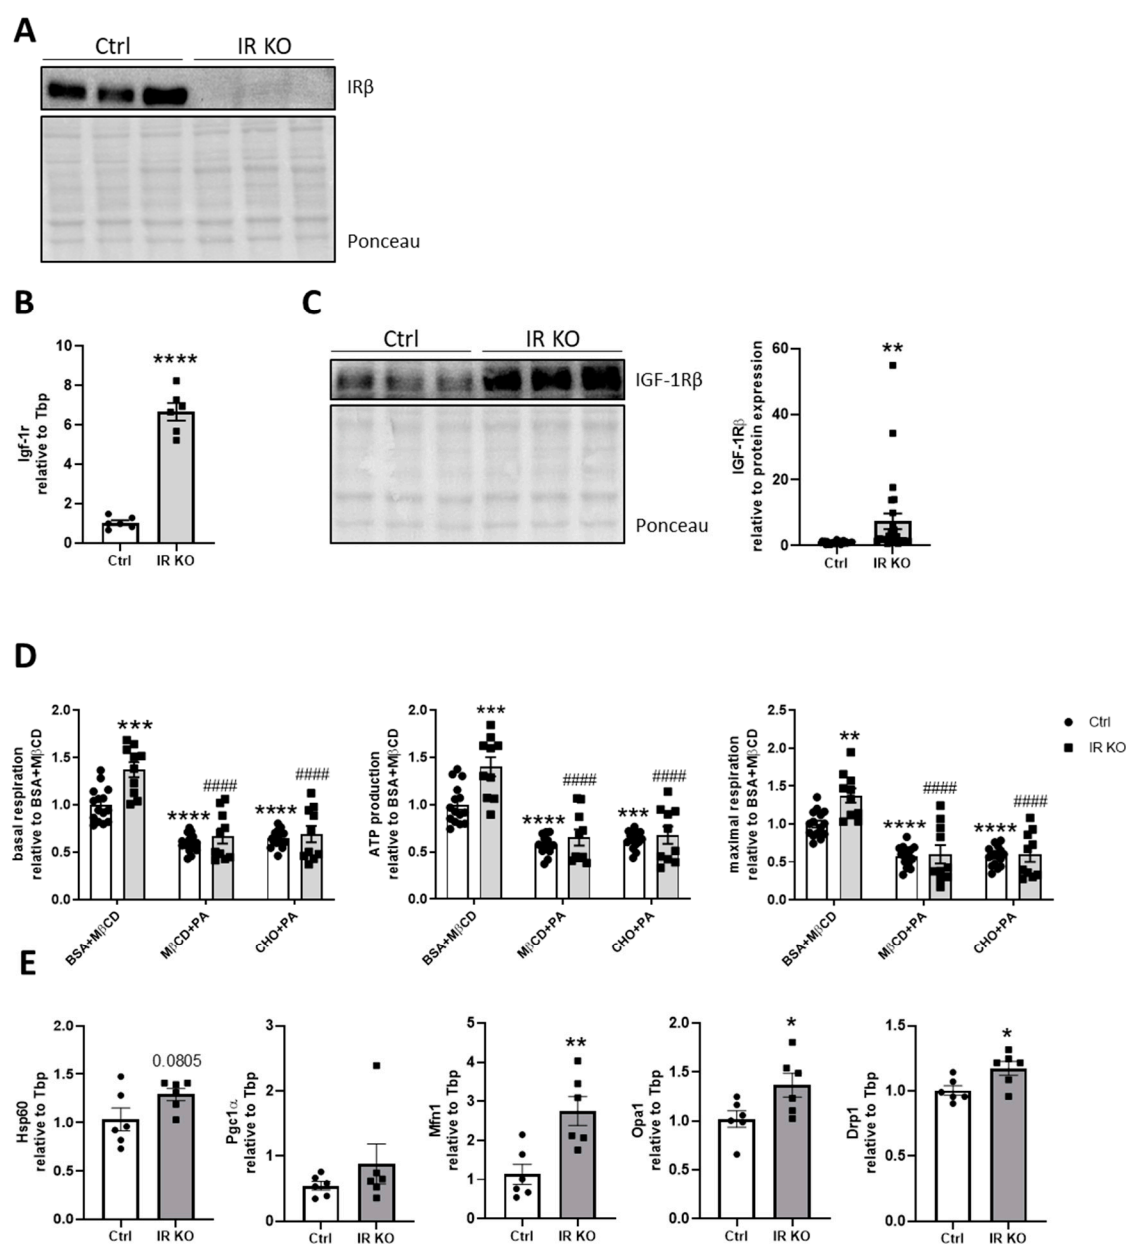 A
Ctrl
IR KO
IRβ
Ponceau
B
Igf-1r
relative to Tbp
10
8
6
4
2
0
****
Ctrl
IR KO
C
Ctrl
IR KO
IGF-1Rβ
Ponceau
IGF-1Rβ
relative to protein expression
60
40
20
0
**
Ctrl
IR KO
D
basal respiration
relative to BSA+MβCD
2.0
1.5
1.0
0.5
0.0
***
****
####
****
####
BSA+MβCD
MβCD+PA
CHO+PA
ATP production
relative to BSA+MβCD
2.0
1.5
1.0
0.5
0.0
***
****
####
***
####
BSA+MβCD
MβCD+PA
CHO+PA
maximal respiration
relative to BSA+MβCD
2.5
2.0
1.5
1.0
0.5
0.0
**
****
####
****
####
BSA+MβCD
MβCD+PA
CHO+PA
Ctrl
IR KO
E
Hsp60
relative to Tbp
2.0
1.5
1.0
0.5
0.0
0.0805
Ctrl
IR KO
Pgc1α
relative to Tbp
3
2
1
0
Ctrl
IR KO
Mfn1
relative to Tbp
5
4
3
2
1
0
**
Ctrl
IR KO
Opa1
relative to Tbp
2.0
1.5
1.0
0.5
0.0
*
Ctrl
IR KO
Drp1
relative to Tbp
1.5
1.0
0.5
0.0
*
Ctrl
IR KO